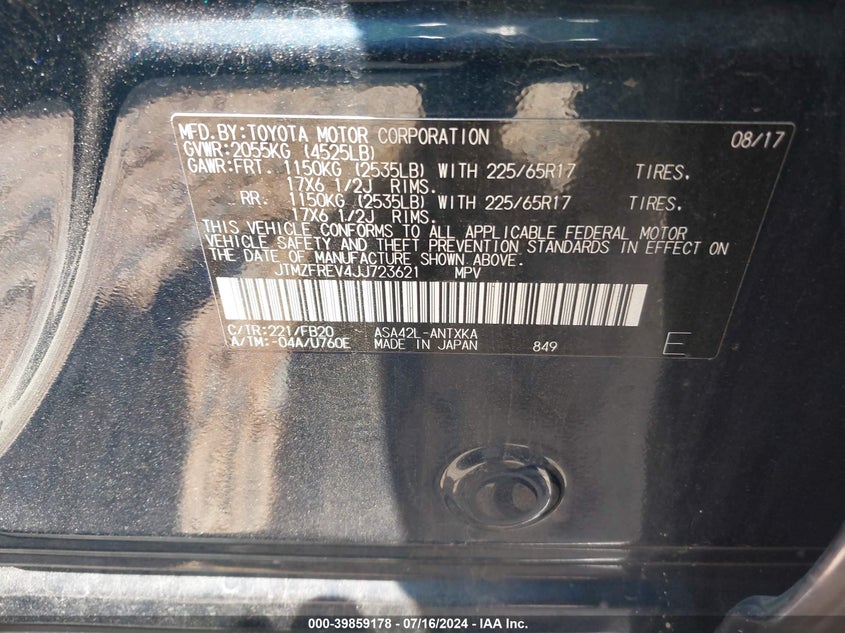 MFD.BY:TOYOTA MOTOR CORPORATION 08/17
GVWR:2055KG (4525LB)
GAWR:FRT. 1150KG (2535LB) WITH 225/65R17 TIRES.
17X6 1/2J RIMS.
RR. 1150KG (2535LB) WITH 225/65R17 TIRES.
17X6 1/2J RIMS.
THIS VEHICLE CONFORMS TO ALL APPLICABLE FEDERAL MOTOR
VEHICLE SAFETY AND THEFT PREVENTION STANDARDS IN EFFECT ON
THE DATE OF MANUFACTURE SHOWN ABOVE.
JTMZFREV4JJ723621 MPV
C/TR:221/FB20 ASA42L-ANTXKA
A/TM:-04A/U760E MADE IN JAPAN 849 E
000-39859178 - 07/16/2024 - IAA Inc.